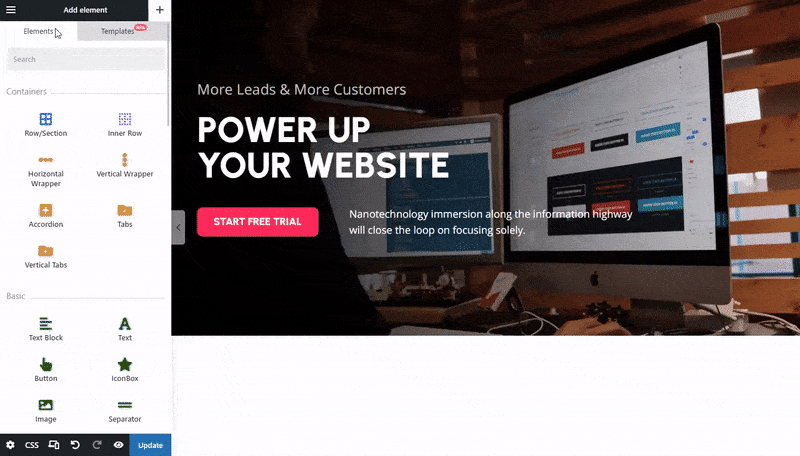 Add element
Elements
Templates
Search
Containers
Row/Section
Inner Row
Horizontal
Wrapper
Vertical Wrapper
Accordion
Tabs
Vertical Tabs
Basic
Text Block
Text
Button
IconBox
Image
Separator
CSS
Update
More Leads & More Customers
POWER UP
YOUR WEBSITE
START FREE TRIAL
Nanotechnology immersion along the information highway
will close the loop on focusing solely.